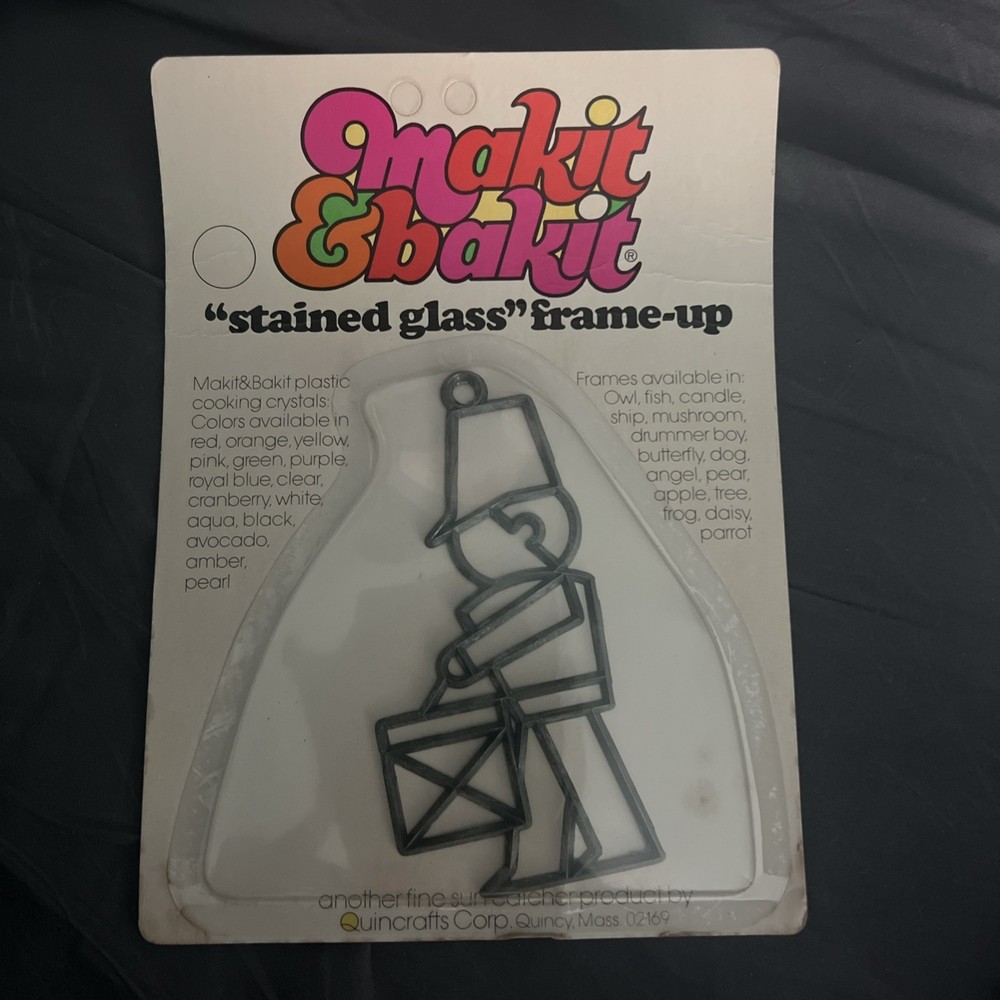 makit
&bakit®
“stained glass” frame-up
Makit&Bakit plastic
cooking crystals:
Colors available in
red, orange, yellow,
pink, green, purple,
royal blue, clear,
cranberry, white,
aqua, black,
avocado,
amber,
pearl
Frames available in:
Owl, fish, candle,
ship, mushroom,
drummer boy,
butterfly, dog,
angel, pear,
apple, tree,
frog, daisy,
parrot
another fine sun catcher product by
Quincrafts Corp. Quincy, Mass. 02169